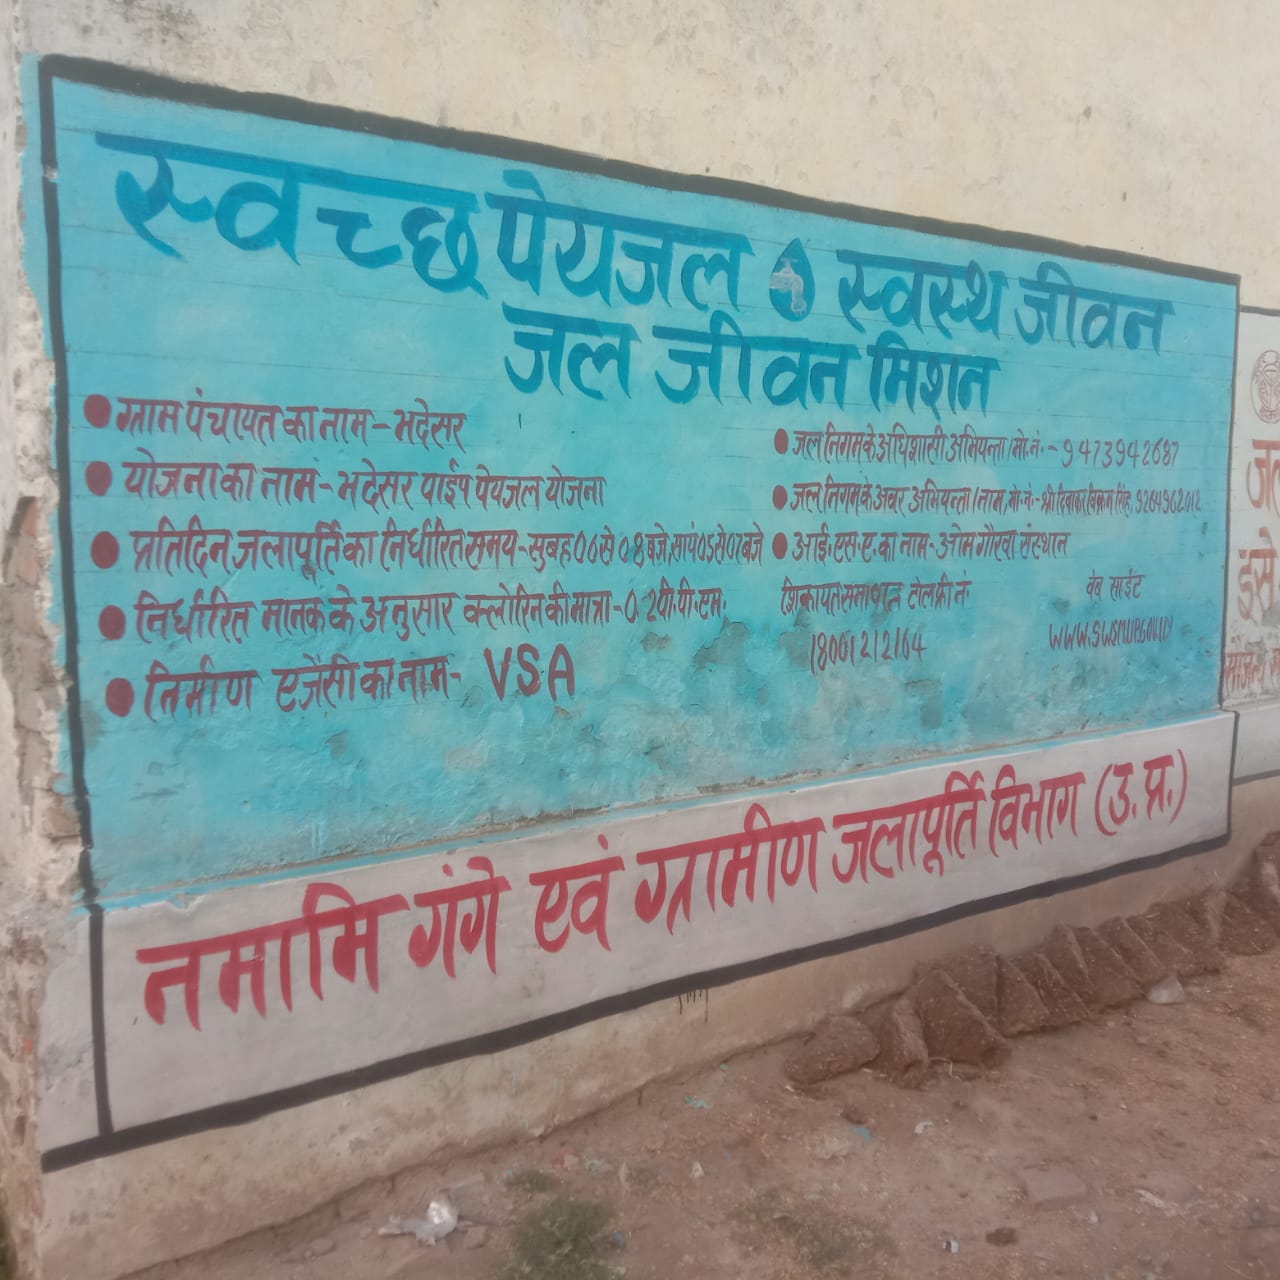 स्वच्छ पेयजल स्वस्थ जीवन
जल जीवन मिशन
ग्राम पंचायत का नाम - भदेसर
योजना का नाम - भदेसर पाईप पेयजल योजना
प्रतिदिन जलापूर्ति का निर्धारित समय - सुबह 06 से 08 बजे, सायं 05 से 07 बजे
निर्धारित मानक के अनुसार क्लोरिन की मात्रा - 0.2 पी.पी.एम.
निर्माण एजेंसी का नाम - VSA
जल निगम के अधिशासी अभियन्ता / मो.नं. - 9473942687
जल निगम के अवर अभियन्ता / नाम, मो.नं. - श्री दिवाकर विक्रम सिंह, 9264962012
आई.एस.ए. का नाम - ओम गौरवा संस्थान
शिकायत टोलफ्री नं.
18001212164
वेब साईट
www.swsmup.gov.in
नमामि गंगे एवं ग्रामीण जलापूर्ति विभाग (उ.प्र.)